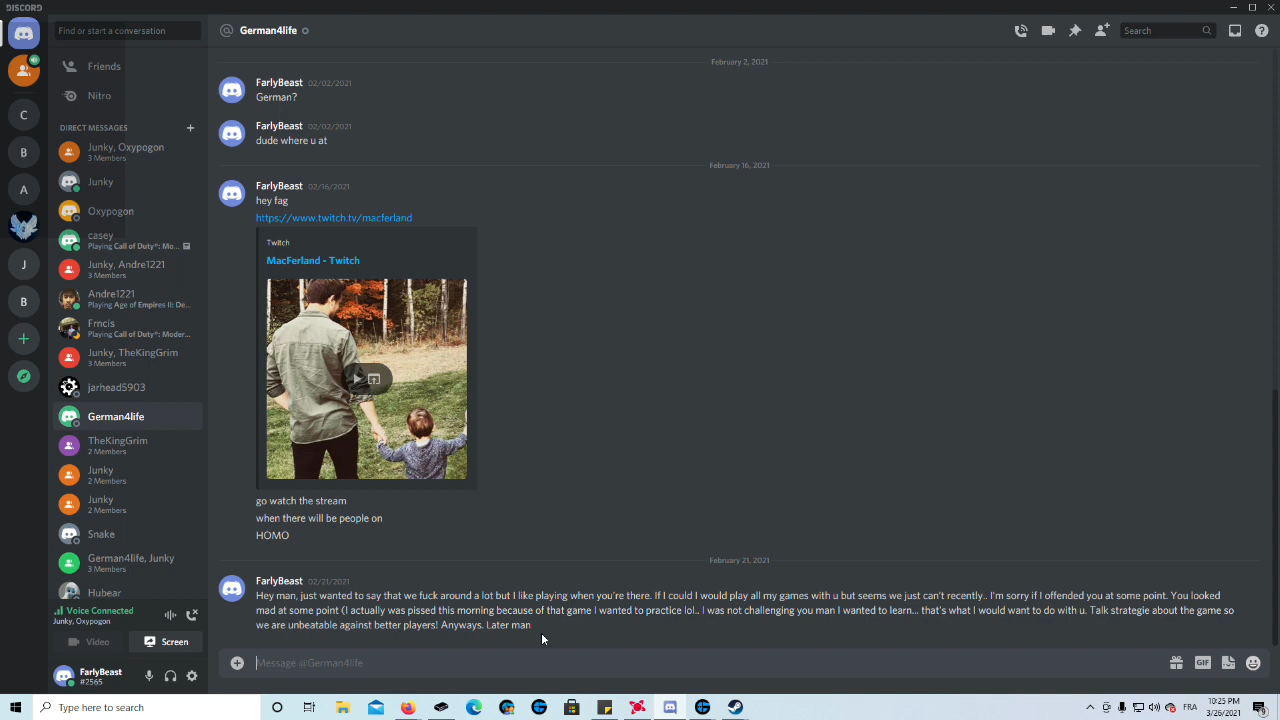 DISCORD
Find or start a conversation
Friends
Nitro
DIRECT MESSAGES
Junky, Oxypogon
3 Members
Junky
Oxypogon
casey
Playing Call of Duty®: Mo...
Junky, Andre1221
3 Members
Andre1221
Playing Age of Empires II: De...
Frncis
Playing Call of Duty®: Moder...
Junky, TheKingGrim
3 Members
jarhead5903
German4life
TheKingGrim
2 Members
Junky
2 Members
Junky
2 Members
Snake
German4life, Junky
3 Members
Hubear
Voice Connected
Junky, Oxypogon
Video
Screen
FarlyBeast
#2565
C
B
A
J
B
@ German4life
Search
February 2, 2021
FarlyBeast 02/02/2021
German?
FarlyBeast 02/02/2021
dude where u at
February 16, 2021
FarlyBeast 02/16/2021
hey fag
https://www.twitch.tv/macferland
Twitch
MacFerland - Twitch
go watch the stream
when there will be people on
HOMO
February 21, 2021
FarlyBeast 02/21/2021
Hey man, just wanted to say that we fuck around a lot but I like playing when you're there. If I could I would play all my games with u but seems we just can't recently.. I'm sorry if I offended you at some point. You looked
mad at some point (I actually was pissed this morning because of that game I wanted to practice lol.. I was not challenging you man I wanted to learn... that's what I would want to do with u. Talk strategie about the game so
we are unbeatable against better players! Anyways. Later man
Message @German4life
GIF
Type here to search
FRA
10:25 PM
3/26/2021